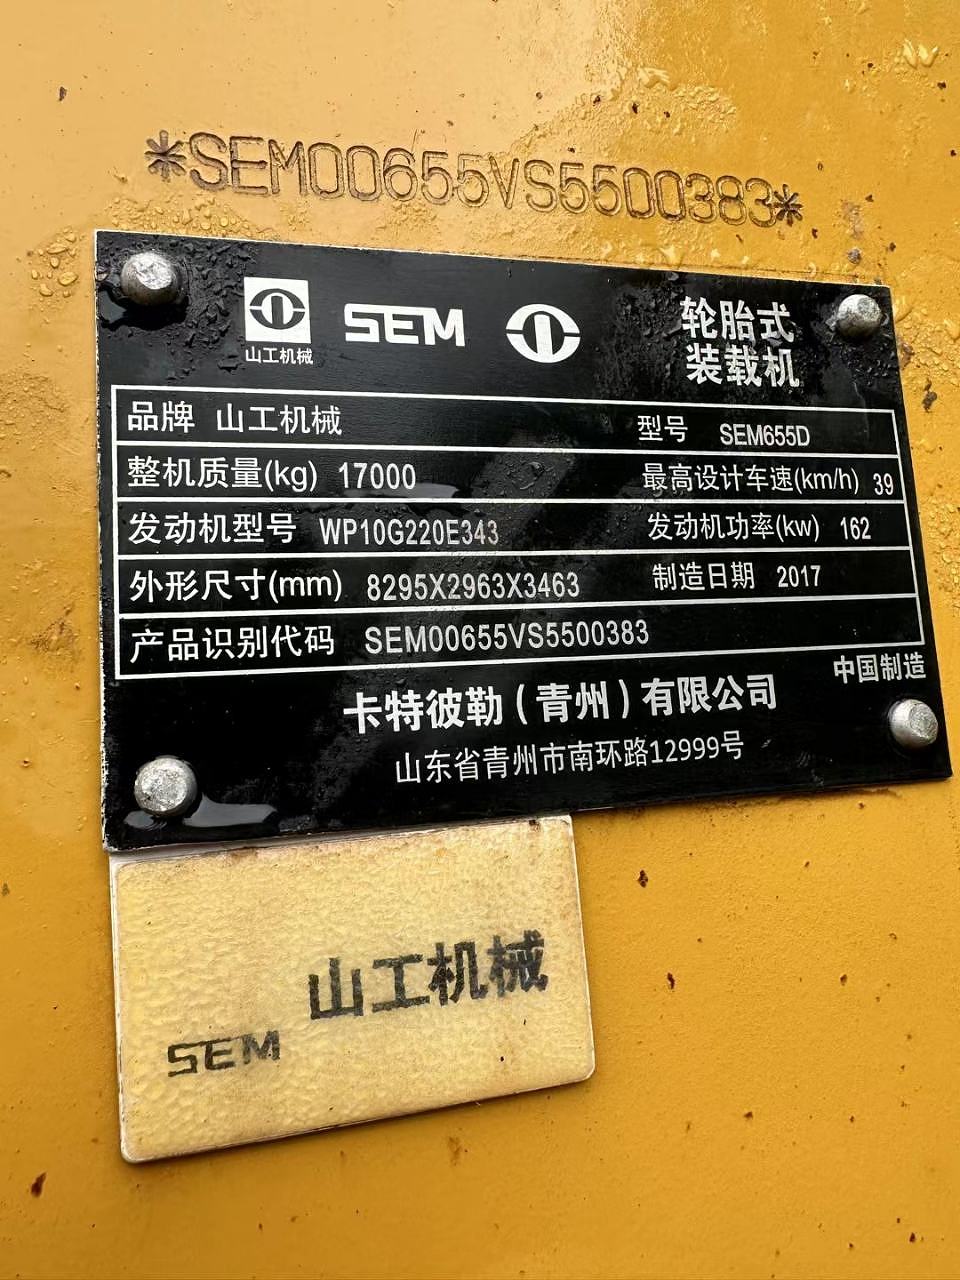 *SEM00655VS5500383*
山工机械
SEM
轮胎式
装载机
品牌 山工机械 型号 SEM655D
整机质量(kg) 17000 最高设计车速(km/h) 39
发动机型号 WP10G220E343 发动机功率(kw) 162
外形尺寸(mm) 8295X2963X3463 制造日期 2017
产品识别代码 SEM00655VS5500383
中国制造
卡特彼勒(青州)有限公司
山东省青州市南环路12999号
山工机械
SEM